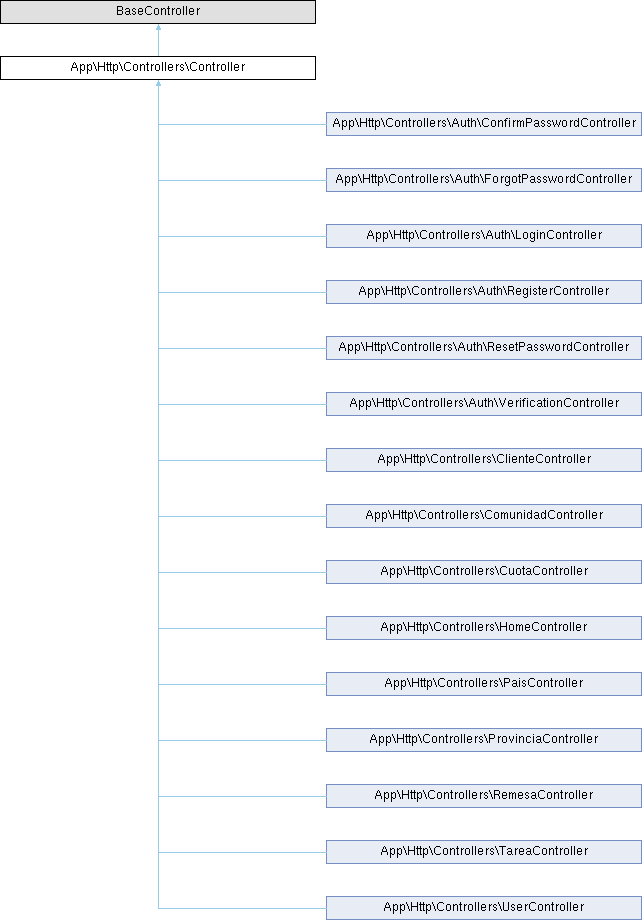 BaseController
App\Http\Controllers\Controller
App\Http\Controllers\Auth\ConfirmPasswordController
App\Http\Controllers\Auth\ForgotPasswordController
App\Http\Controllers\Auth\LoginController
App\Http\Controllers\Auth\RegisterController
App\Http\Controllers\Auth\ResetPasswordController
App\Http\Controllers\Auth\VerificationController
App\Http\Controllers\ClienteController
App\Http\Controllers\ComunidadController
App\Http\Controllers\CuotaController
App\Http\Controllers\HomeController
App\Http\Controllers\PaisController
App\Http\Controllers\ProvinciaController
App\Http\Controllers\RemesaController
App\Http\Controllers\TareaController
App\Http\Controllers\UserController